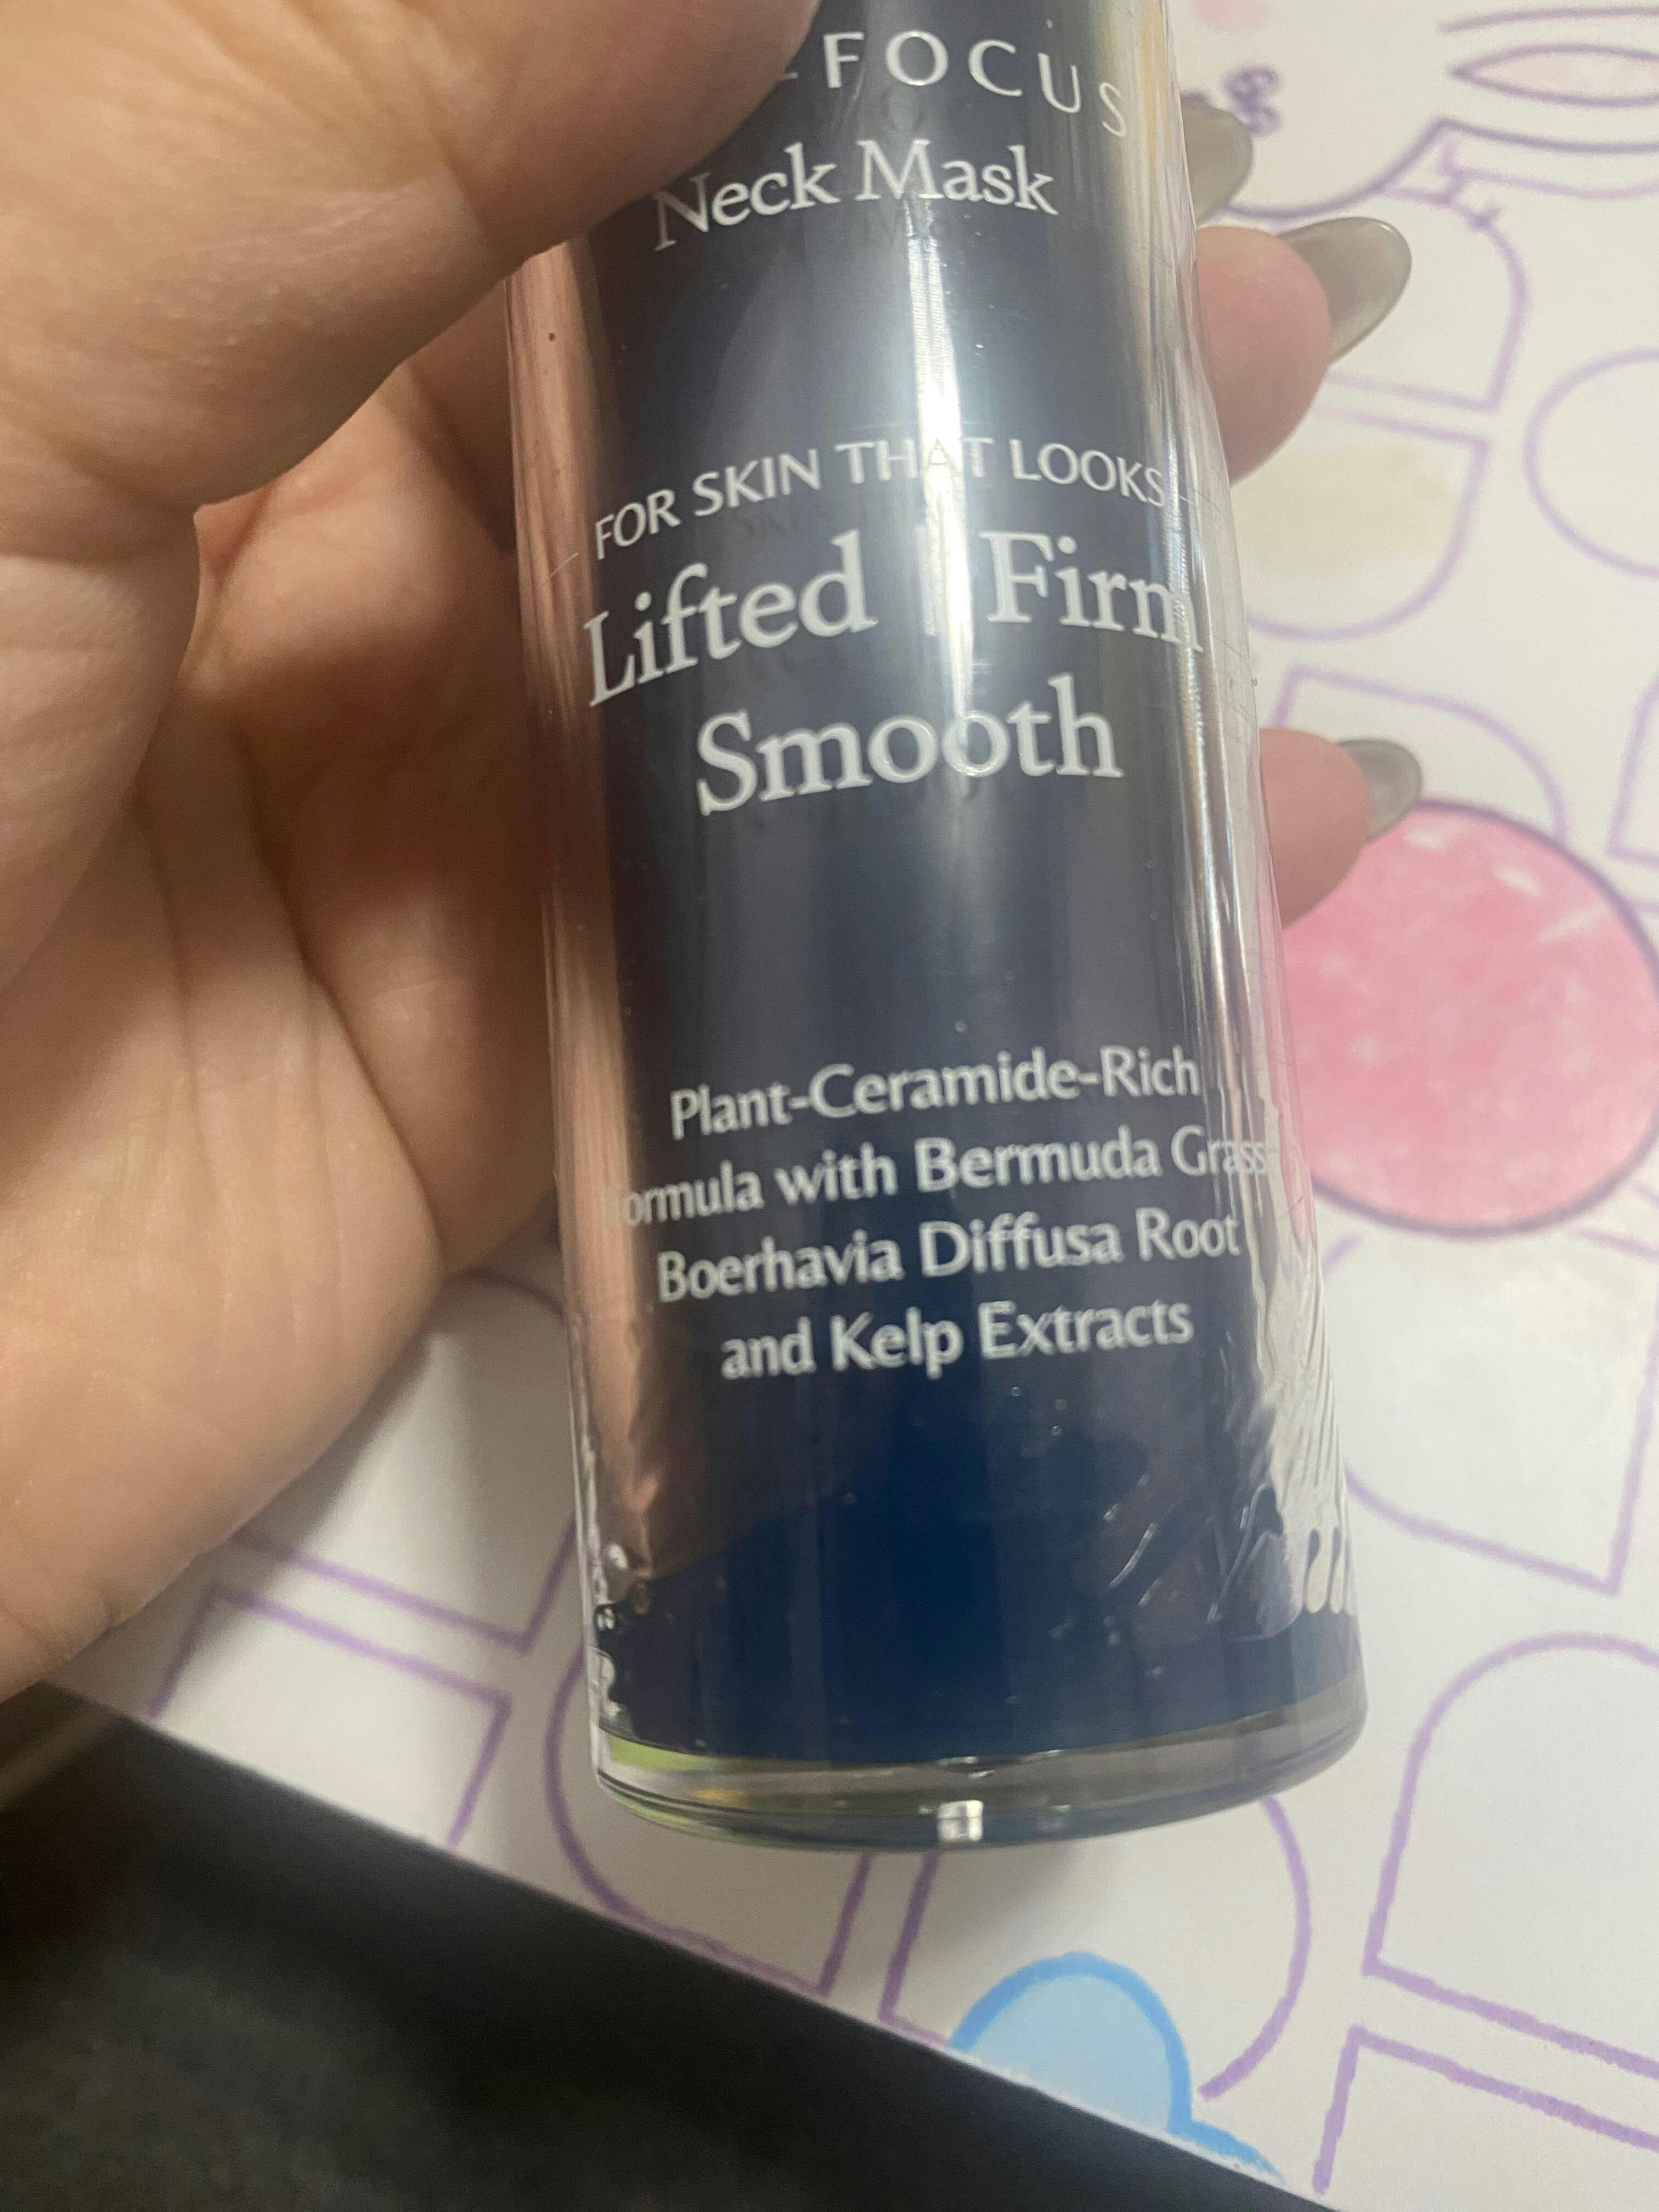 -FOCUS
Neck Mask
FOR SKIN THAT LOOKS
Lifted Firm
Smooth
Plant-Ceramide-Rich
Formula with Bermuda Grass
Boerhavia Diffusa Root
and Kelp Extracts